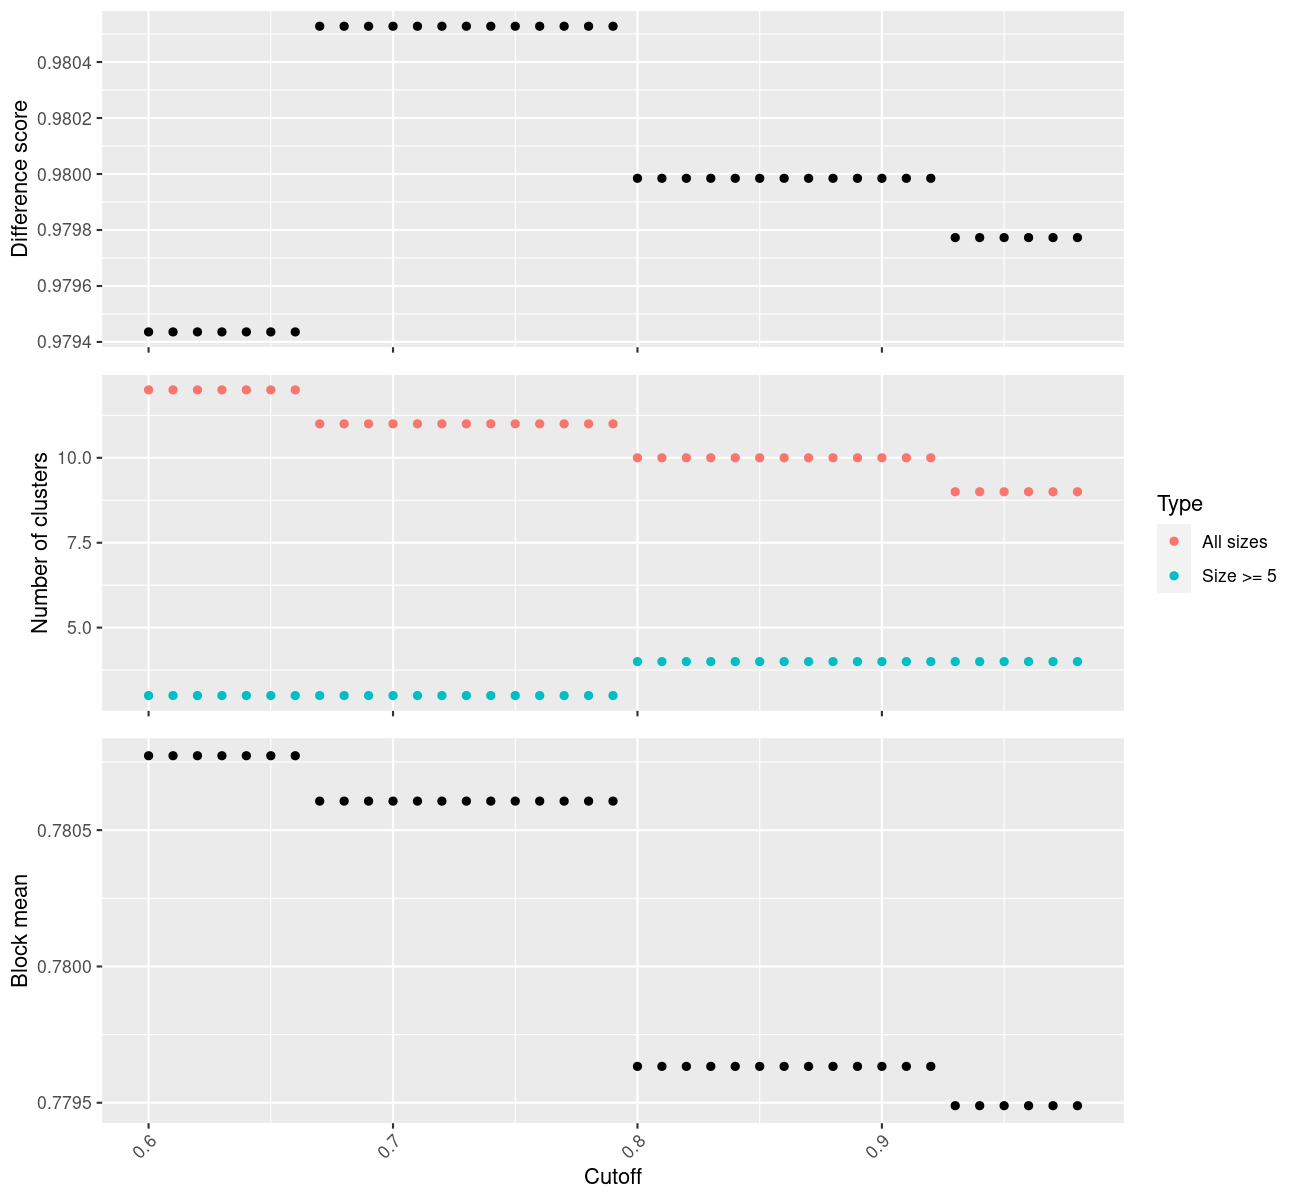 Difference score
0.9804
0.9802
0.9800
0.9798
0.9796
0.9794
Number of clusters
10.0
7.5
5.0
Type
All sizes
Size >= 5
Block mean
0.7805
0.7800
0.7795
0.6
0.7
0.8
0.9
Cutoff